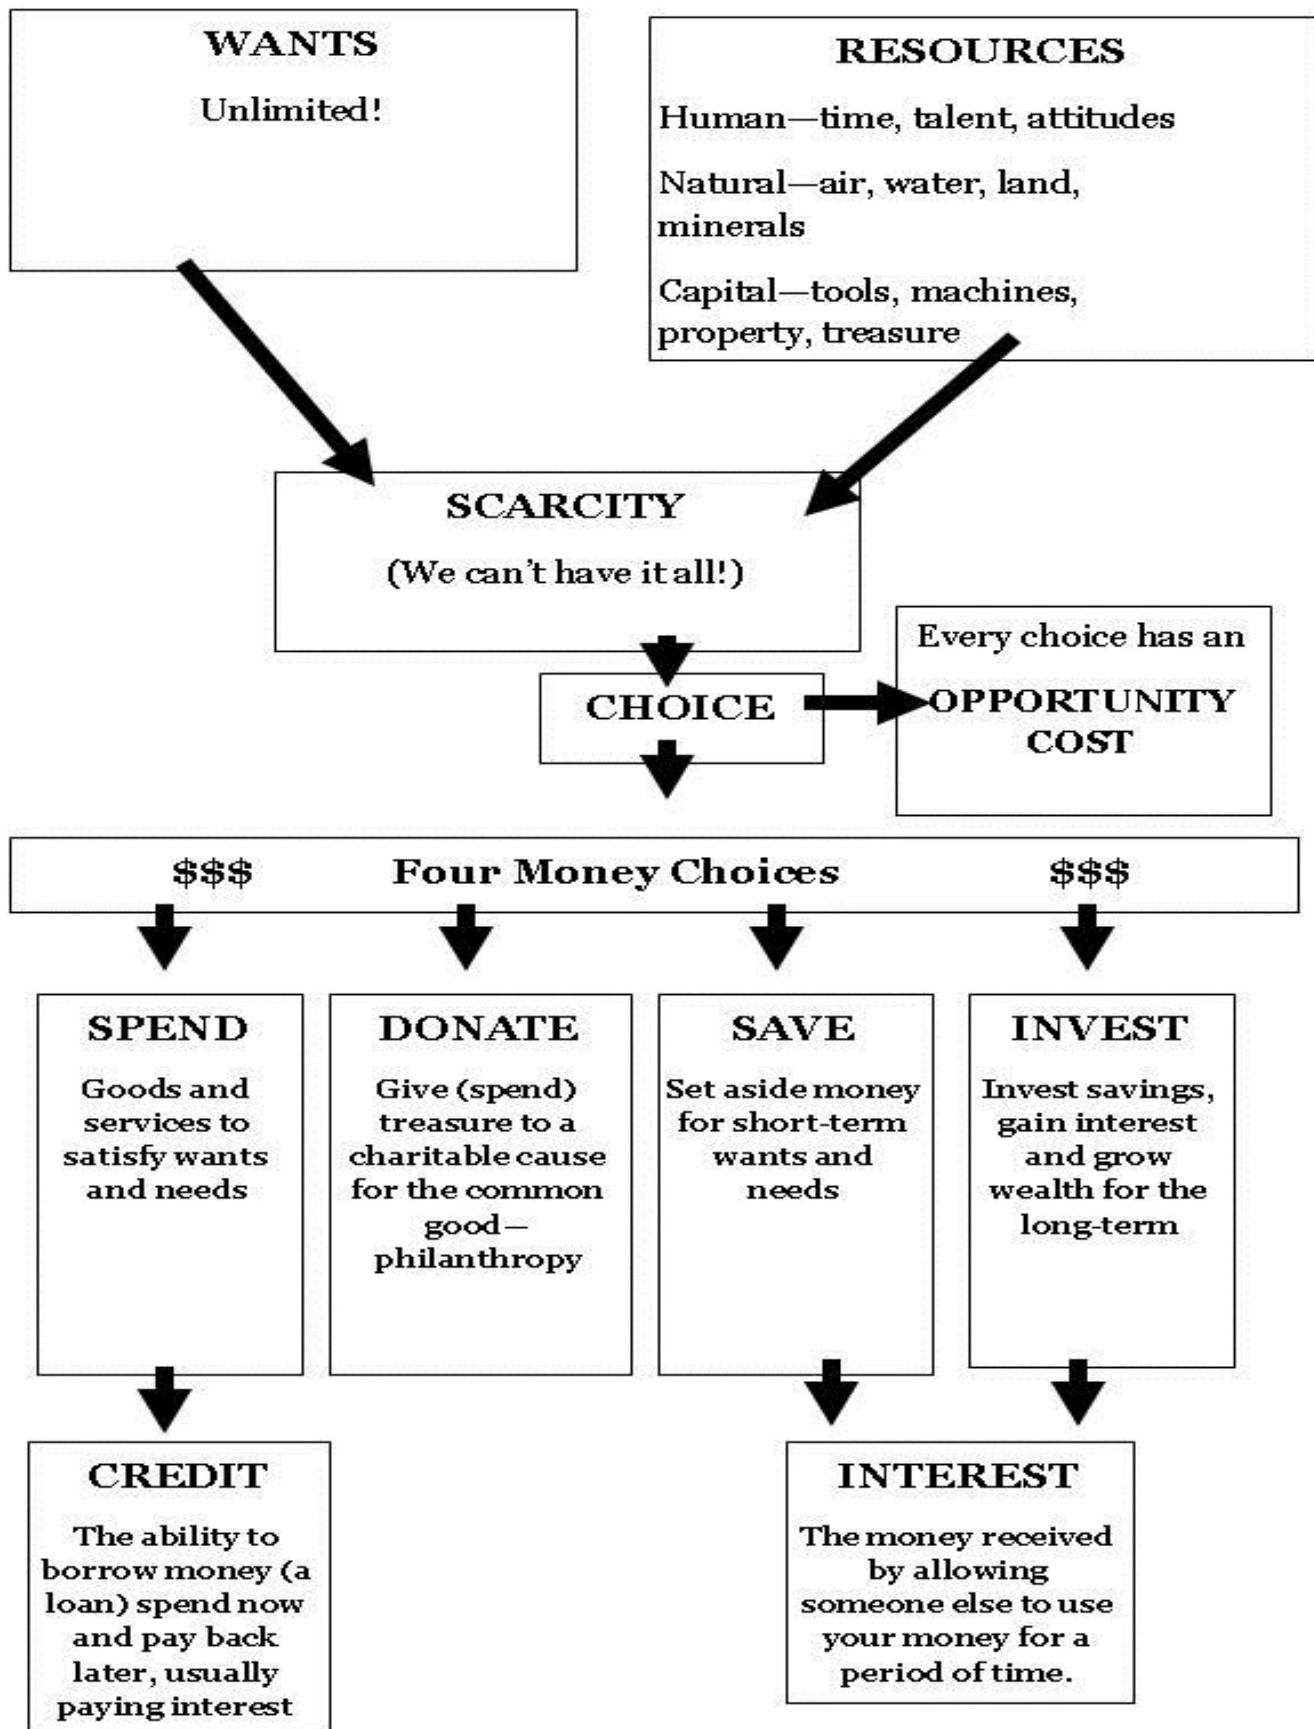 WANTS
Unlimited!
RESOURCES
Human—time, talent, attitudes
Natural—air, water, land,
minerals
Capital—tools, machines,
property, treasure
SCARCITY
(We can't have it all!)
CHOICE
Every choice has an
OPPORTUNITY
COST
$$$ Four Money Choices $$$
SPEND
Goods and
services to
satisfy wants
and needs
DONATE
Give (spend)
treasure to a
charitable cause
for the common
good—
philanthropy
SAVE
Set aside money
for short-term
wants and
needs
INVEST
Invest savings,
gain interest
and grow
wealth for the
long-term
CREDIT
The ability to
borrow money (a
loan) spend now
and pay back
later, usually
paying interest
INTEREST
The money received
by allowing
someone else to use
your money for a
period of time.